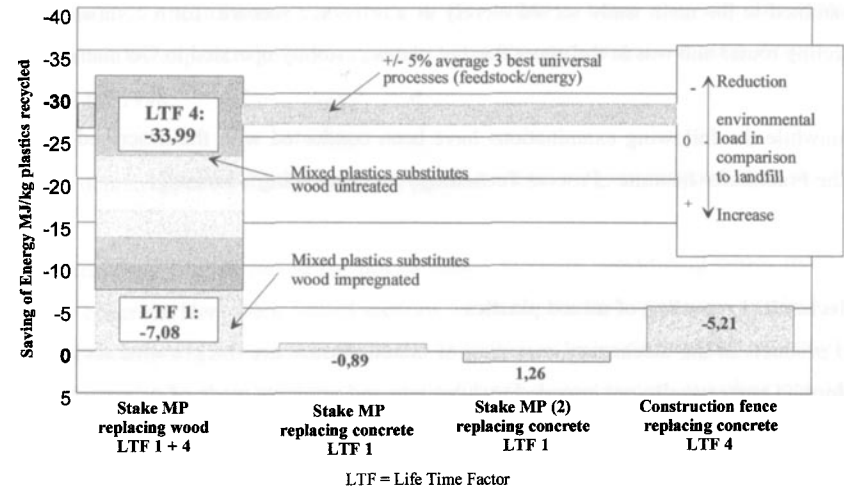 Saving of Energy MJ/kg plastics recycled
-40
-35
-30
-25
-20
-15
-10
-5
0
5
+/- 5% average 3 best universal
processes (feedstock/energy)
LTF 4:
-33,99
Mixed plastics substitutes
wood untreated
Mixed plastics substitutes
wood impregnated
LTF 1:
-7,08
-0,89
1,26
-5,21
- Reduction
environmental
0 - load in
comparison
to landfill
+ Increase
Stake MP
replacing wood
LTF 1 + 4
Stake MP
replacing concrete
LTF 1
Stake MP (2)
replacing concrete
LTF 1
Construction fence
replacing concrete
LTF 4
LTF = Life Time Factor